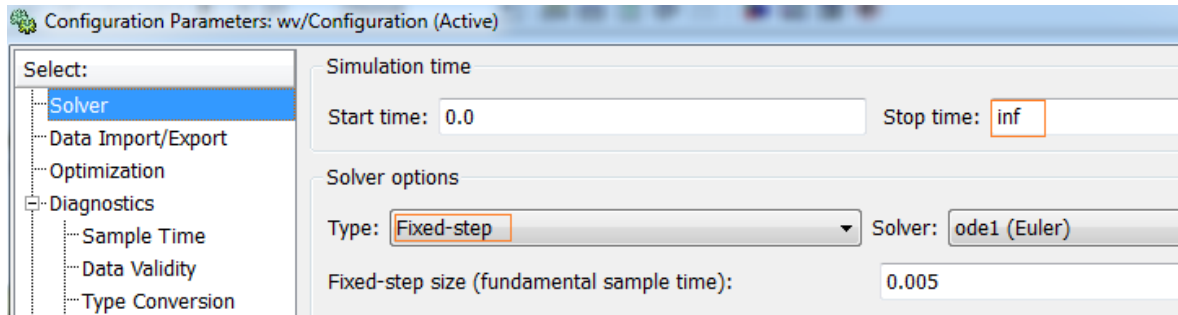 Configuration Parameters: wv/Configuration (Active)
Select:
Solver
Data Import/Export
Optimization
Diagnostics
Sample Time
Data Validity
Type Conversion
Simulation time
Start time: 0.0 Stop time: inf
Solver options
Type: Fixed-step Solver: ode1 (Euler)
Fixed-step size (fundamental sample time): 0.005